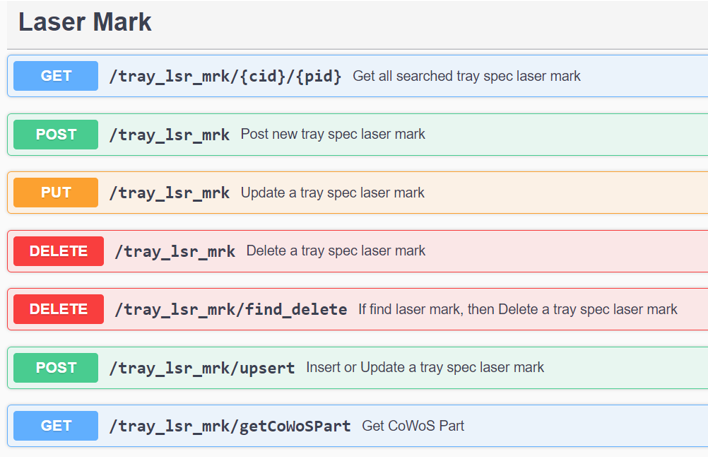 Laser Mark
GET /tray_lsr_mrk/{cid}/{pid} Get all searched tray spec laser mark
POST /tray_lsr_mrk Post new tray spec laser mark
PUT /tray_lsr_mrk Update a tray spec laser mark
DELETE /tray_lsr_mrk Delete a tray spec laser mark
DELETE /tray_lsr_mrk/find_delete If find laser mark, then Delete a tray spec laser mark
POST /tray_lsr_mrk/upsert Insert or Update a tray spec laser mark
GET /tray_lsr_mrk/getCoWoSPart Get CoWoS Part